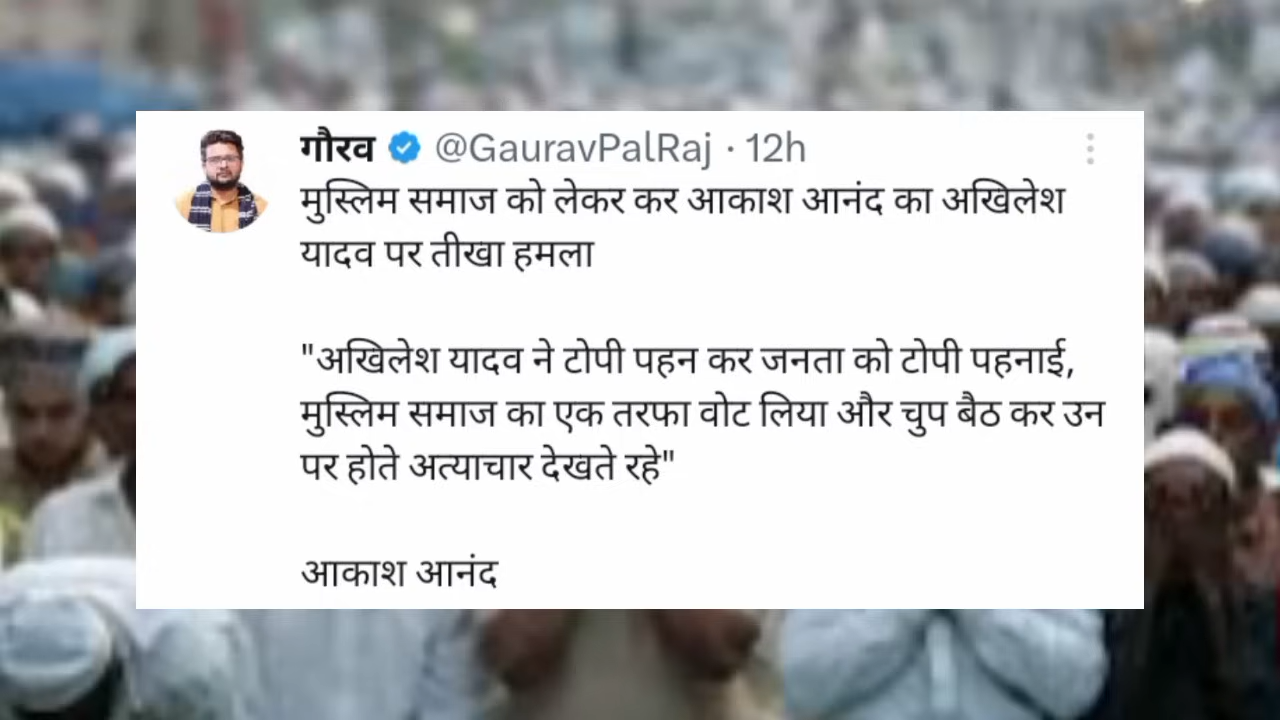 गौरव @GauravPalRaj · 12h
मुस्लिम समाज को लेकर कर आकाश आनंद का अखिलेश
यादव पर तीखा हमला
"अखिलेश यादव ने टोपी पहन कर जनता को टोपी पहनाई,
मुस्लिम समाज का एक तरफा वोट लिया और चुप बैठ कर उन
पर होते अत्याचार देखते रहे"
आकाश आनंद